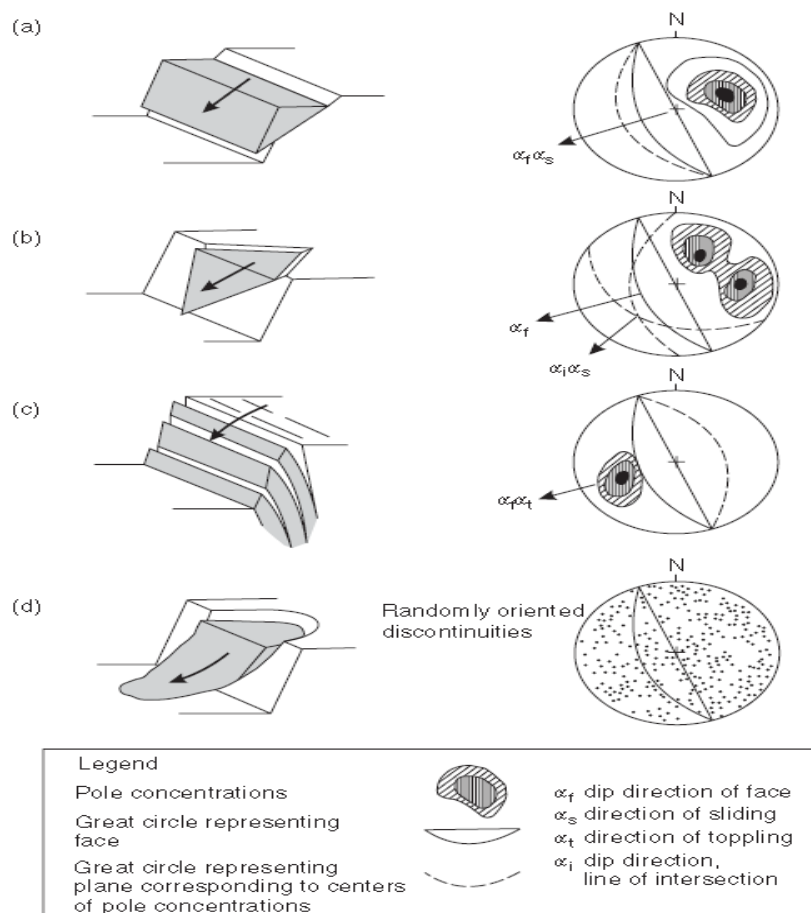 (a)
N
αfαs
(b)
N
αf
αiαs
(c)
N
αfαt
(d)
Randomly oriented
discontinuities
N
Legend
Pole concentrations
Great circle representing
face
Great circle representing
plane corresponding to centers
of pole concentrations
αf dip direction of face
αs direction of sliding
αt direction of toppling
αi dip direction,
line of intersection